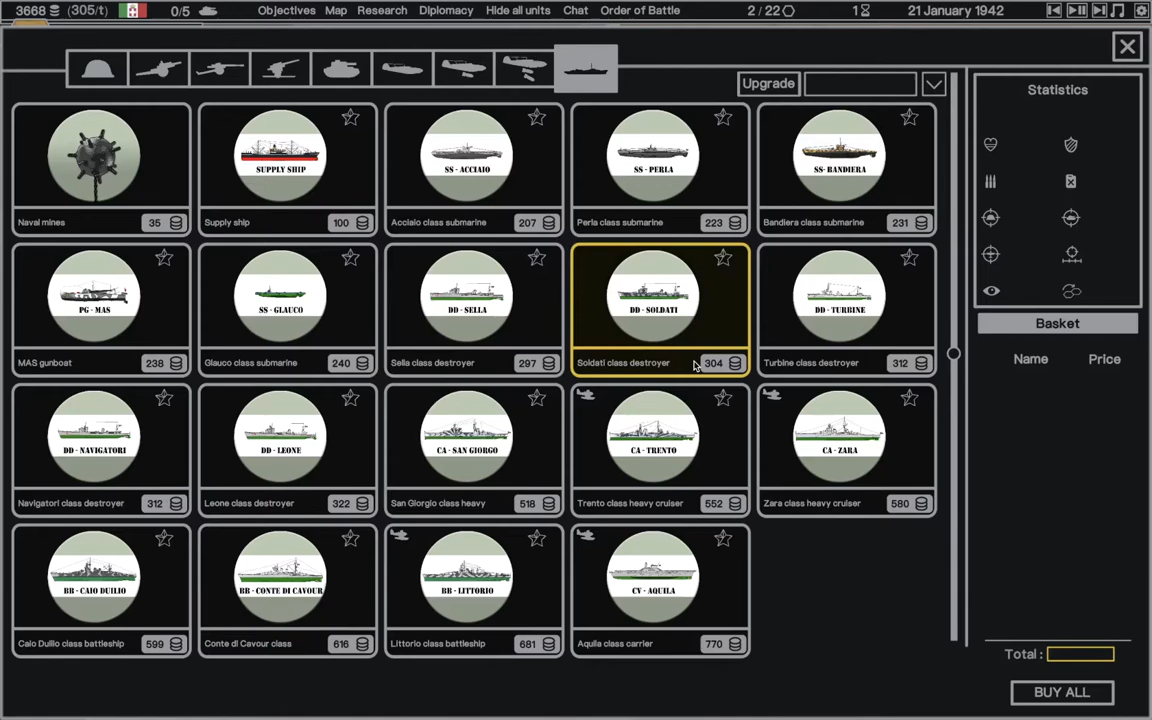 3668 (305/t) 0/5 Objectives Map Research Diplomacy Hide all units Chat Order of Battle 2 / 22 1 21 January 1942
Upgrade
Statistics
SUPPLY SHIP
SS - ACCIAIO
SS - PERLA
SS- BANDIERA
Naval mines 35
Supply ship 100
Acciaio class submarine 207
Perla class submarine 223
Bandiera class submarine 231
PG - MAS
SS - GLAUCO
DD - SELLA
DD - SOLDATI
DD - TURBINE
MAS gunboat 238
Glauco class submarine 240
Sella class destroyer 297
Soldati class destroyer 304
Turbine class destroyer 312
Basket
Name Price
DD - NAVIGATORI
DD - LEONE
CA - SAN GIORGO
CA - TRENTO
CA - ZARA
Navigatori class destroyer 312
Leone class destroyer 322
San Giorgio class heavy 518
Trento class heavy cruiser 552
Zara class heavy cruiser 580
BB - CAIO DUILIO
BB - CONTE DI CAVOUR
BB - LITTORIO
CV - AQUILA
Caio Duilio class battleship 599
Conte di Cavour class 616
Littorio class battleship 681
Aquila class carrier 770
Total :
BUY ALL